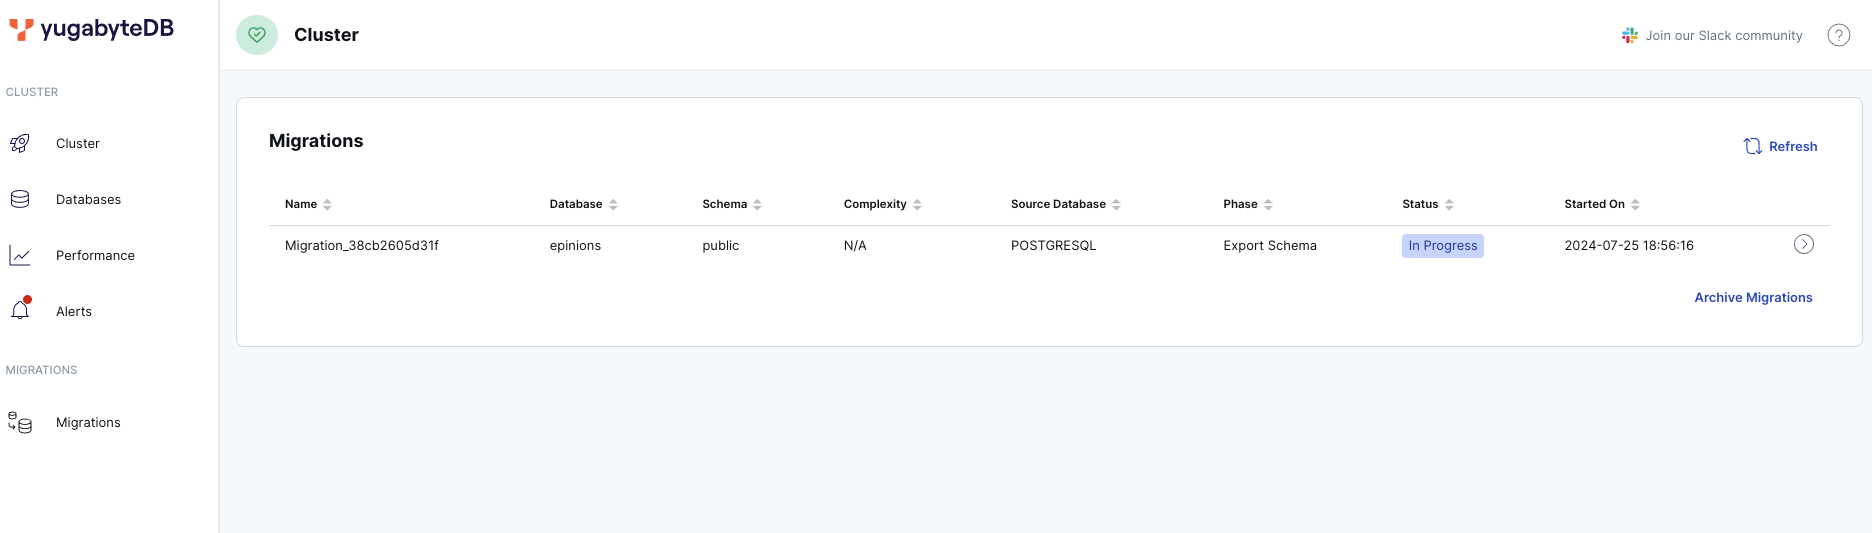 yugabyteDB
Cluster
Join our Slack community
?
CLUSTER
Cluster
Databases
Performance
Alerts
MIGRATIONS
Migrations
Migrations
Refresh
Name Database Schema Complexity Source Database Phase Status Started On
Migration_38cb2605d31f epinions public N/A POSTGRESQL Export Schema In Progress 2024-07-25 18:56:16
Archive Migrations